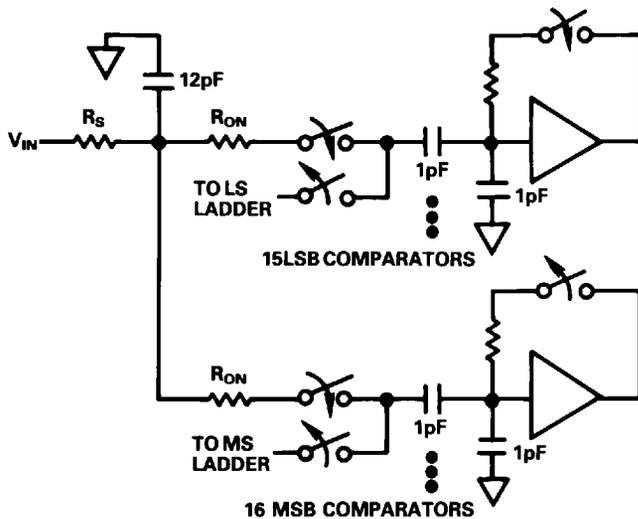 12pF
RS
RON
VIN
1pF
TO LS
LADDER
1pF
15LSB COMPARATORS
RON
1pF
TO MS
LADDER
1pF
16 MSB COMPARATORS